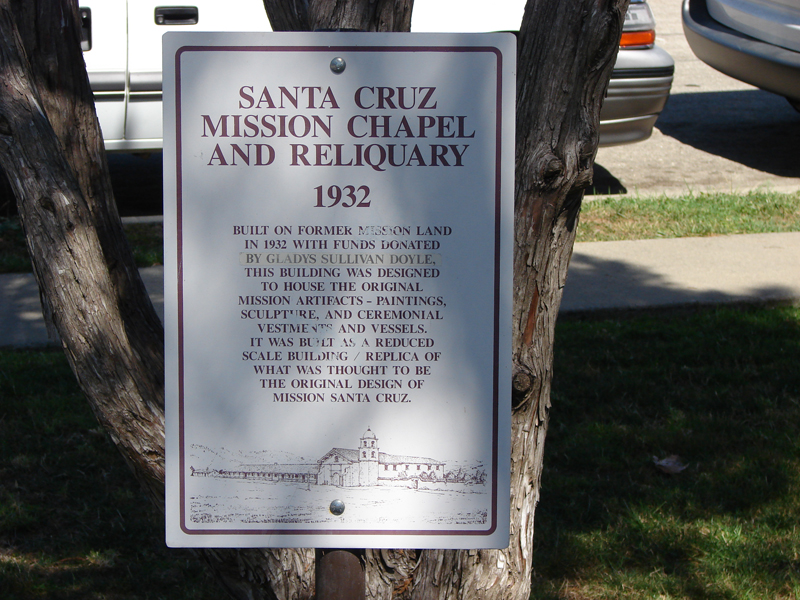 SANTA CRUZ
MISSION CHAPEL
AND RELIQUARY
1932
BUILT ON FORMER MISSION LAND
IN 1932 WITH FUNDS DONATED
BY GLADYS SULLIVAN DOYLE,
THIS BUILDING WAS DESIGNED
TO HOUSE THE ORIGINAL
MISSION ARTIFACTS – PAINTINGS,
SCULPTURE, AND CEREMONIAL
VESTMENTS AND VESSELS.
IT WAS BUILT AS A REDUCED
SCALE BUILDING / REPLICA OF
WHAT WAS THOUGHT TO BE
THE ORIGINAL DESIGN OF
MISSION SANTA CRUZ.